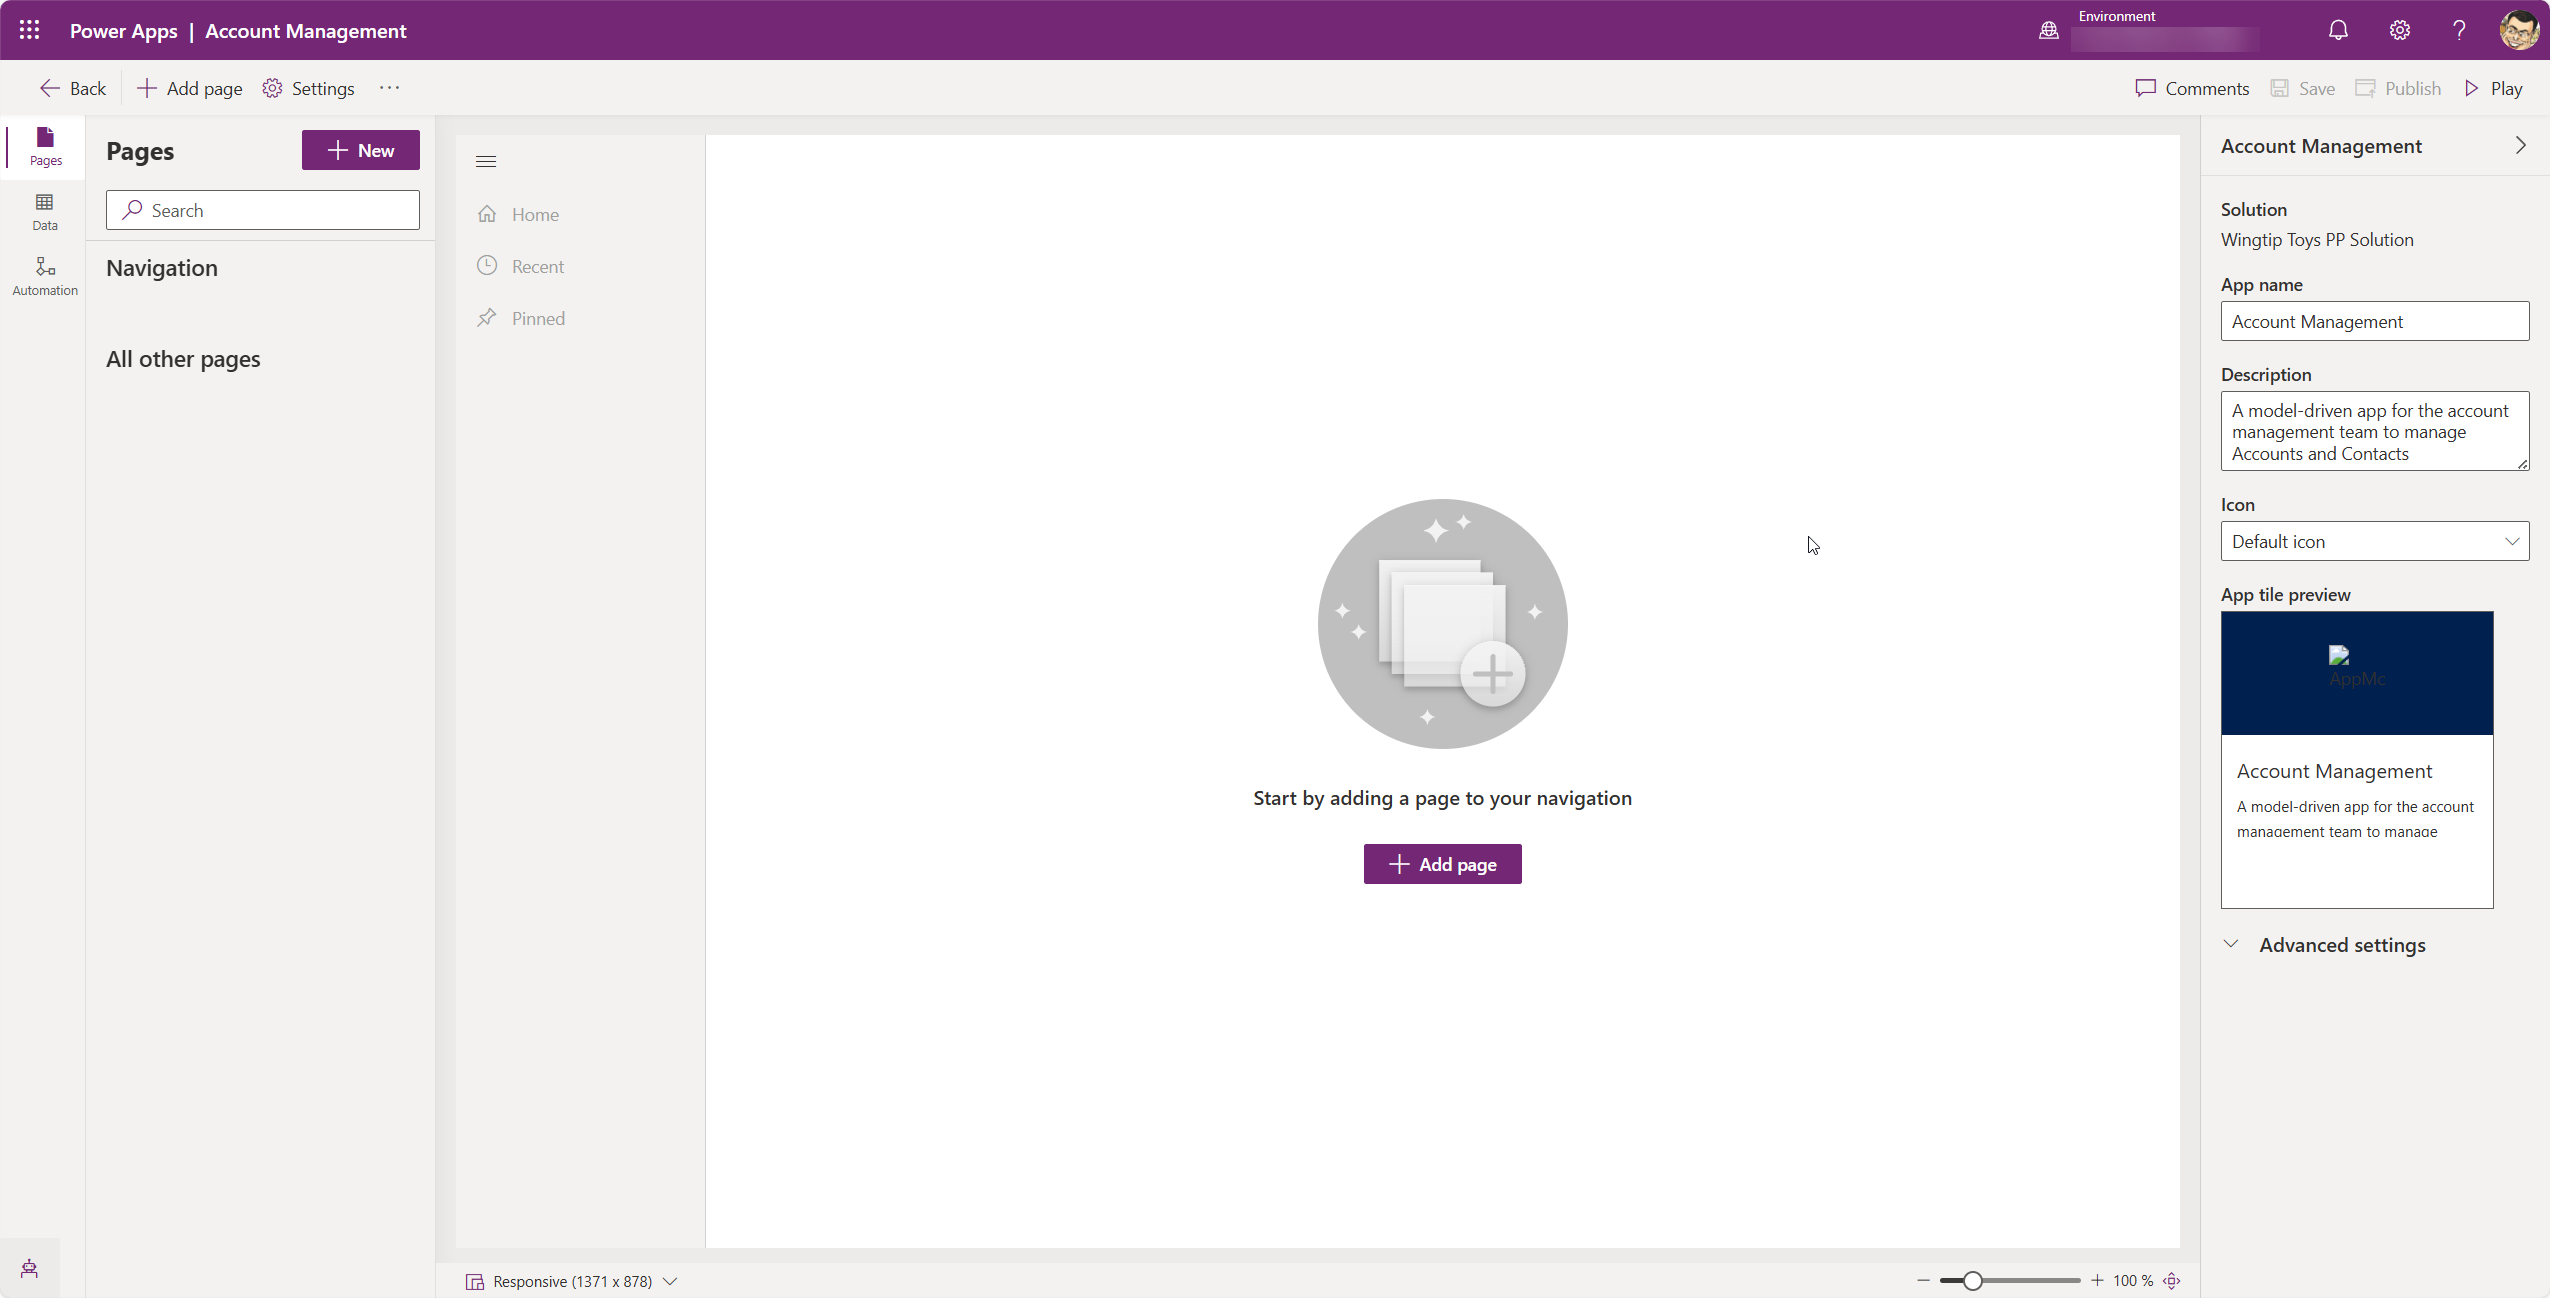 Power Apps | Account Management
Environment
Back
Add page
Settings
Comments
Save
Publish
Play
Pages
Data
Automation
Pages
New
Search
Navigation
All other pages
Home
Recent
Pinned
Start by adding a page to your navigation
Add page
Responsive (1371 x 878)
100 %
Account Management
Solution
Wingtip Toys PP Solution
App name
Account Management
Description
A model-driven app for the account
management team to manage
Accounts and Contacts
Icon
Default icon
App tile preview
AppMc
Account Management
A model-driven app for the account
management team to manage
Advanced settings